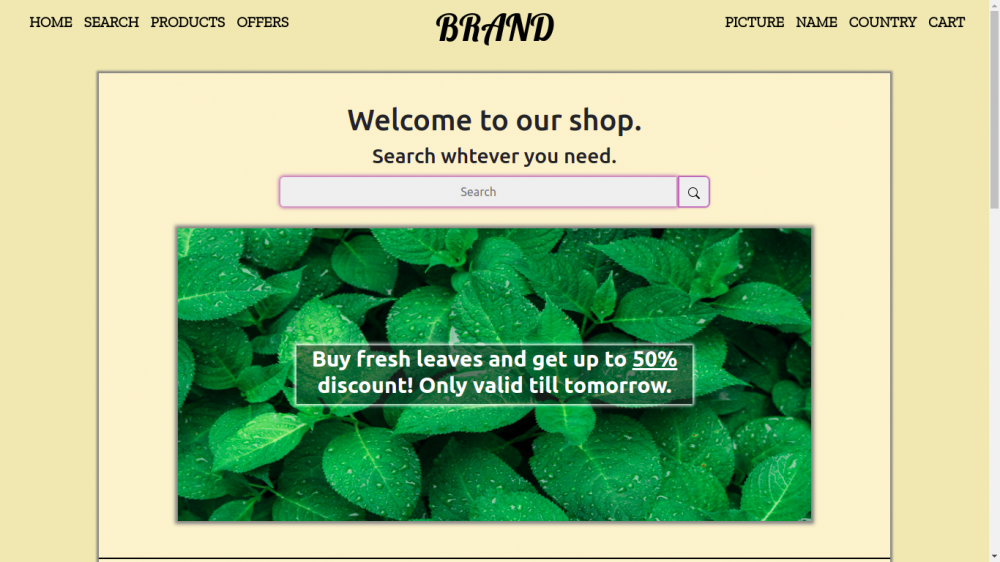 HOME SEARCH PRODUCTS OFFERS BRAND PICTURE NAME COUNTRY CART
Welcome to our shop.
Search whtever you need.
Search
Buy fresh leaves and get up to 50%
discount! Only valid till tomorrow.